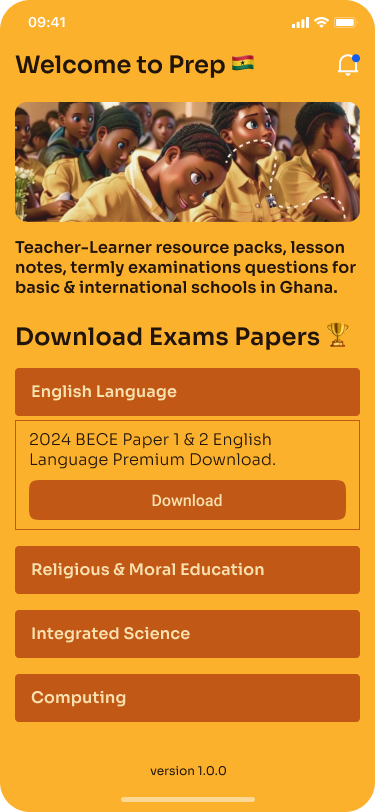 09:41
Welcome to Prep 🇬🇭
Teacher-Learner resource packs, lesson
notes, termly examinations questions for
basic & international schools in Ghana.
Download Exams Papers 🏆
English Language
2024 BECE Paper 1 & 2 English
Language Premium Download.
Download
Religious & Moral Education
Integrated Science
Computing
version 1.0.0